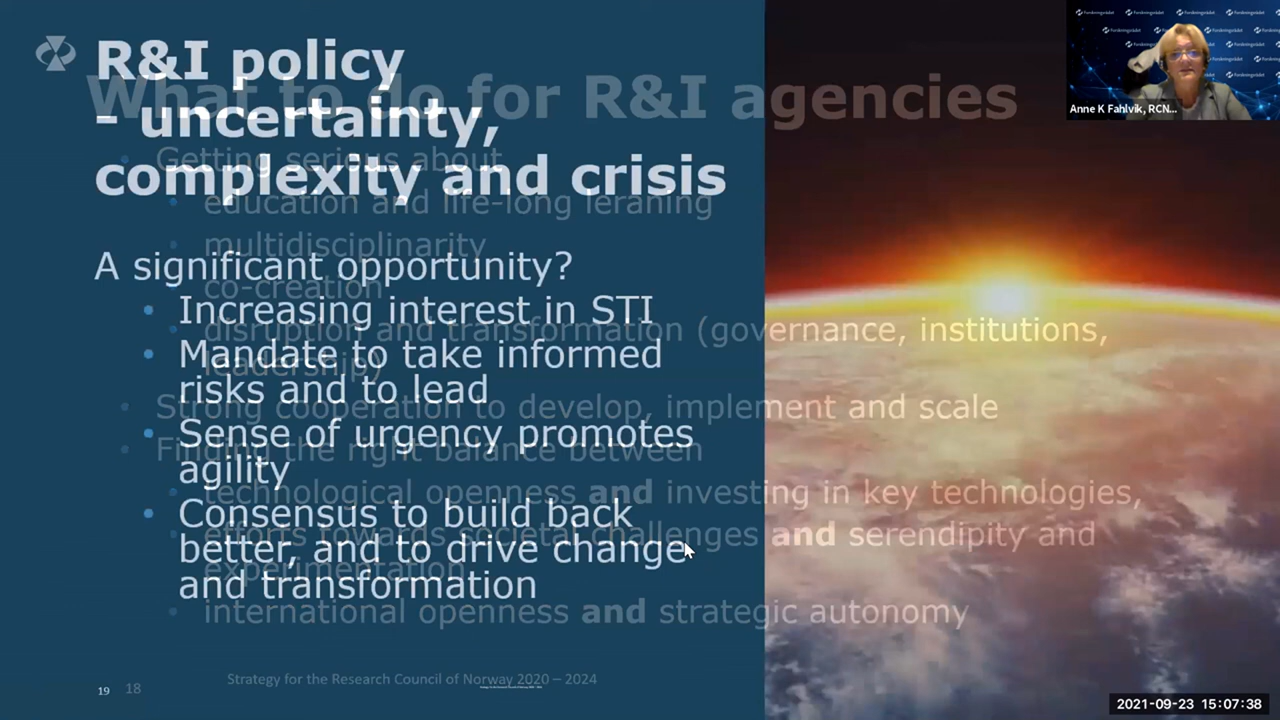 R&I policy
– uncertainty,
complexity and crisis
A significant opportunity?
• Increasing interest in STI
• Mandate to take informed
risks and to lead
• Sense of urgency promotes
agility
• Consensus to build back
better, and to drive change
and transformation
19
What to do for R&I agencies
• Getting serious about
• education and life-long leraning
• multidisciplinarity
• co-creation
• disruption and transformation (governance, institutions,
leadership)
• Strong cooperation to develop, implement and scale
• Finding the right balance between
• technological openness and investing in key technologies,
• efforts towards societal challenges and serendipity and
experimentation
• international openness and strategic autonomy
18
Strategy for the Research Council of Norway 2020 – 2024
Forskningsrådet
Anne K Fahlvik, RCN...
2021-09-23 15:07:38